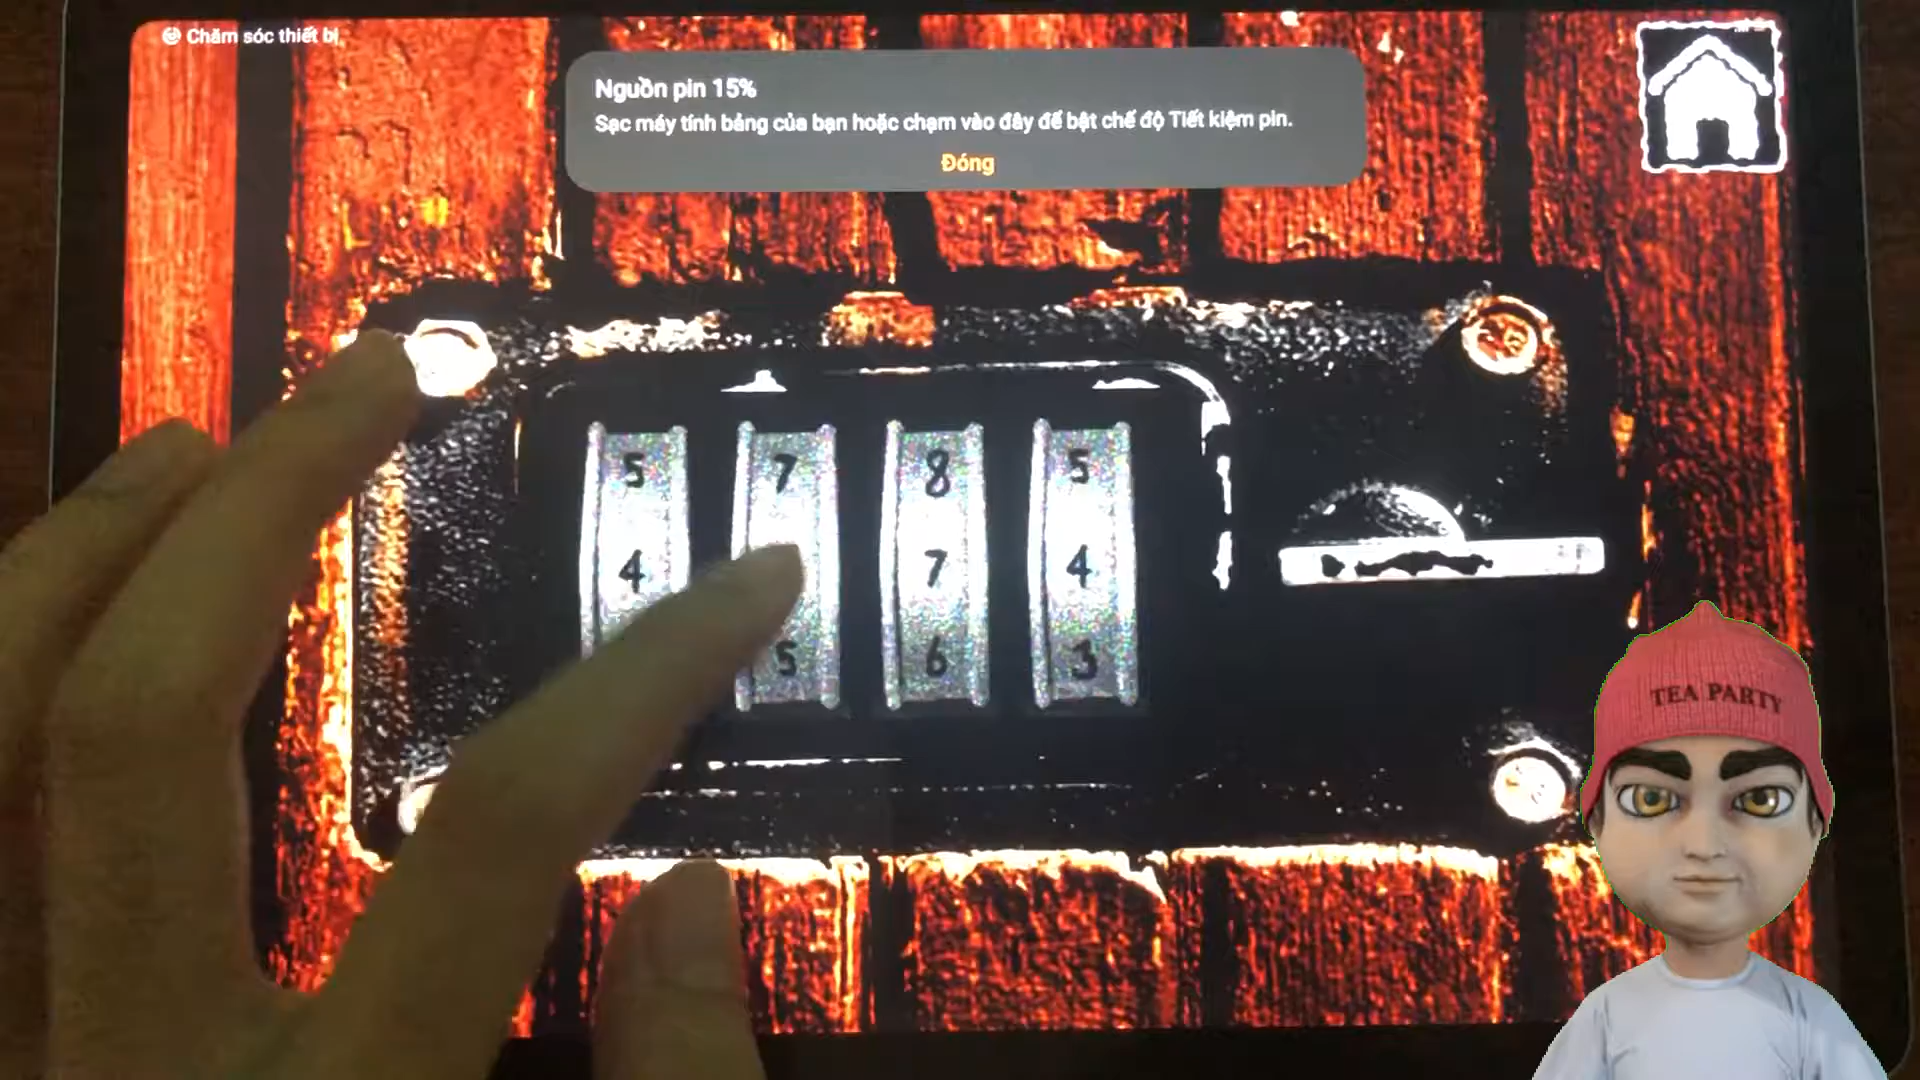 Chăm sóc thiết bị
Nguồn pin 15%
Sạc máy tính bảng của bạn hoặc chạm vào đây để bật chế độ Tiết kiệm pin.
Đóng
5 7 8 5
4 7 4
5 6 3
TEA PARTY